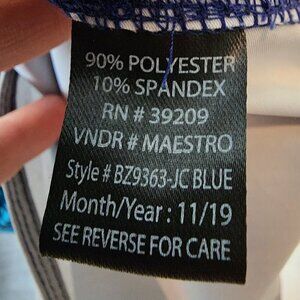 90% POLYESTER
10% SPANDEX
RN # 39209
VNDR # MAESTRO
Style # BZ9363-JC BLUE
Month/Year : 11/19
SEE REVERSE FOR CARE